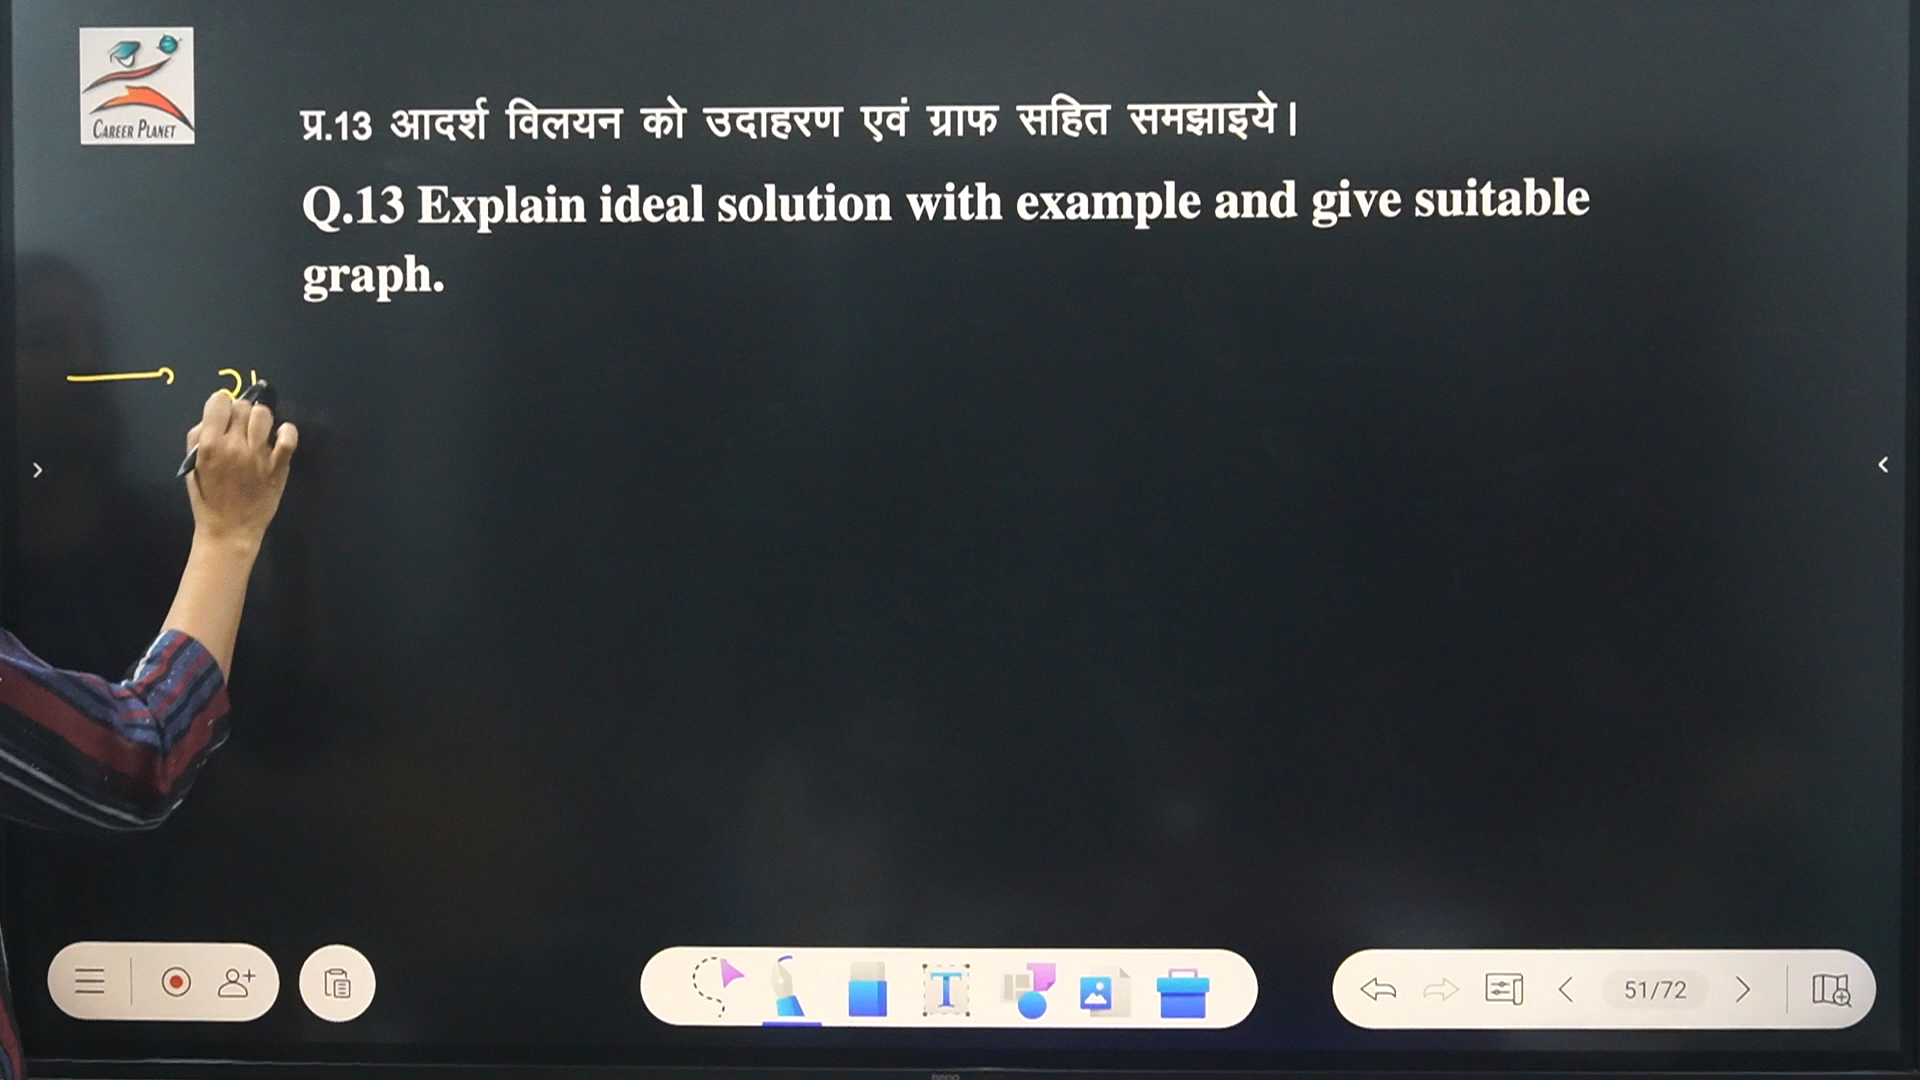 CAREER PLANET
प्र.13 आदर्श विलयन को उदाहरण एवं ग्राफ सहित समझाइये।
Q.13 Explain ideal solution with example and give suitable
graph.
51/72